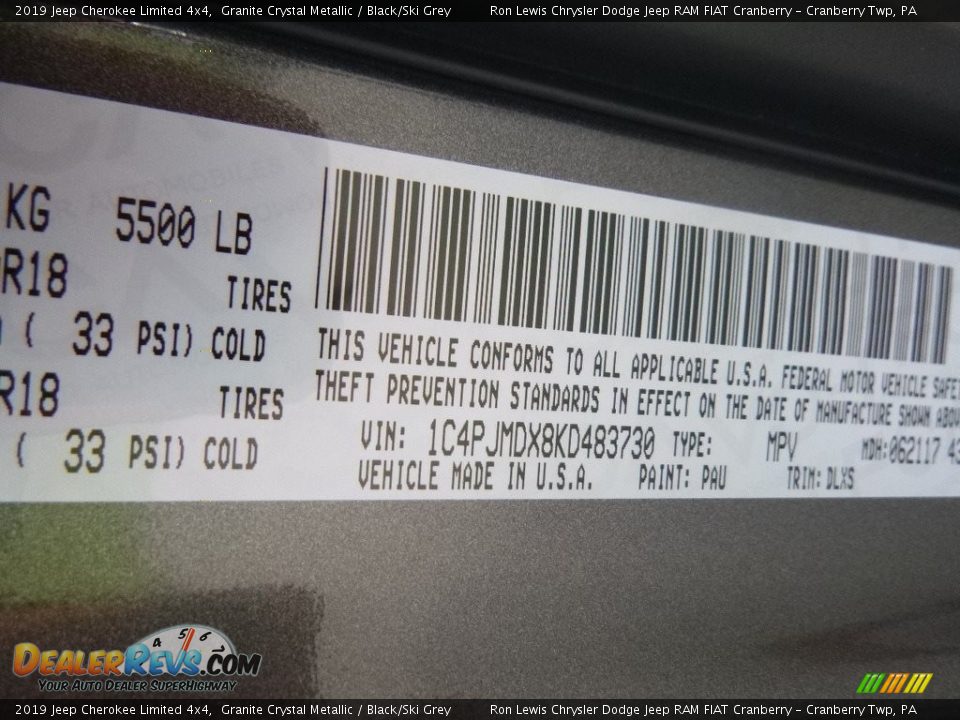 2019 Jeep Cherokee Limited 4x4,  Granite Crystal Metallic / Black/Ski Grey          Ron Lewis Chrysler Dodge Jeep RAM FIAT Cranberry – Cranberry Twp, PA
KG 5500 LB
R18 TIRES
( 33 PSI) COLD
R18 TIRES
( 33 PSI) COLD
THIS VEHICLE CONFORMS TO ALL APPLICABLE U.S.A. FEDERAL MOTOR VEHICLE
THEFT PREVENTION STANDARDS IN EFFECT ON THE DATE OF MANUFACTURE SHOWN
VIN: 1C4PJMDX8KD483730 TYPE: MPV MDH:062117
VEHICLE MADE IN U.S.A. PAINT: PAU TRIM: DLXS
4 5 6
DEALERREVS.COM
YOUR AUTO DEALER SUPERHIGHWAY
2019 Jeep Cherokee Limited 4x4,  Granite Crystal Metallic / Black/Ski Grey          Ron Lewis Chrysler Dodge Jeep RAM FIAT Cranberry – Cranberry Twp, PA